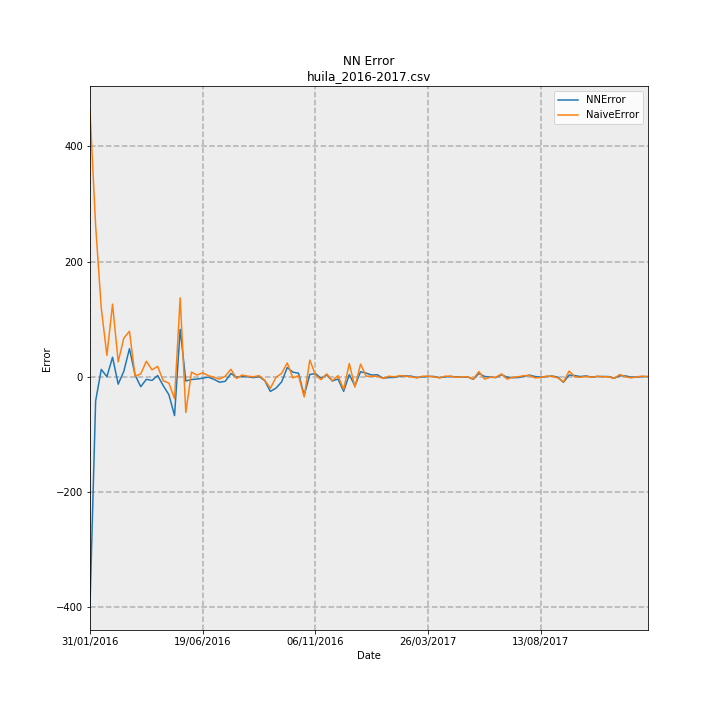 NN Error
huila_2016-2017.csv
NNError
NaiveError
400
200
0
−200
−400
Error
31/01/2016 19/06/2016 06/11/2016 26/03/2017 13/08/2017
Date